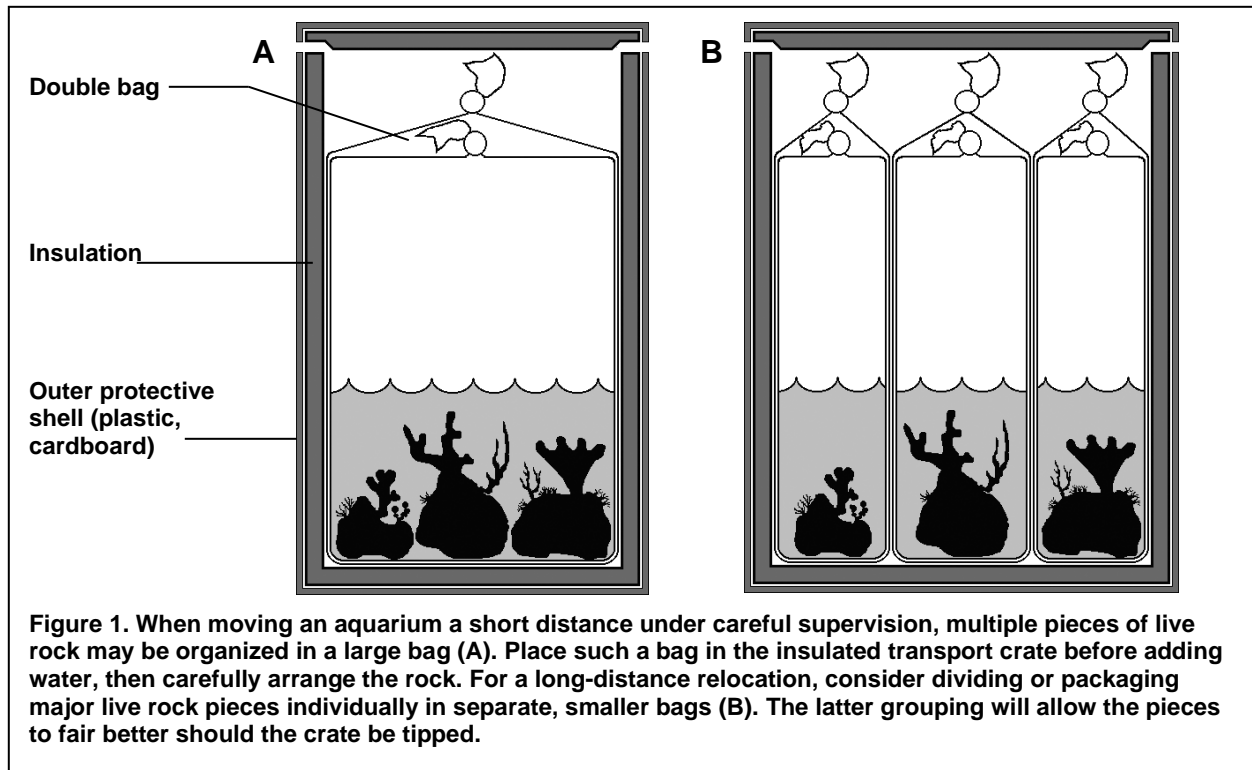 A
B
Double bag
Insulation
Outer protective
shell (plastic,
cardboard)
Figure 1. When moving an aquarium a short distance under careful supervision, multiple pieces of live
rock may be organized in a large bag (A). Place such a bag in the insulated transport crate before adding
water, then carefully arrange the rock. For a long-distance relocation, consider dividing or packaging
major live rock pieces individually in separate, smaller bags (B). The latter grouping will allow the pieces
to fair better should the crate be tipped.